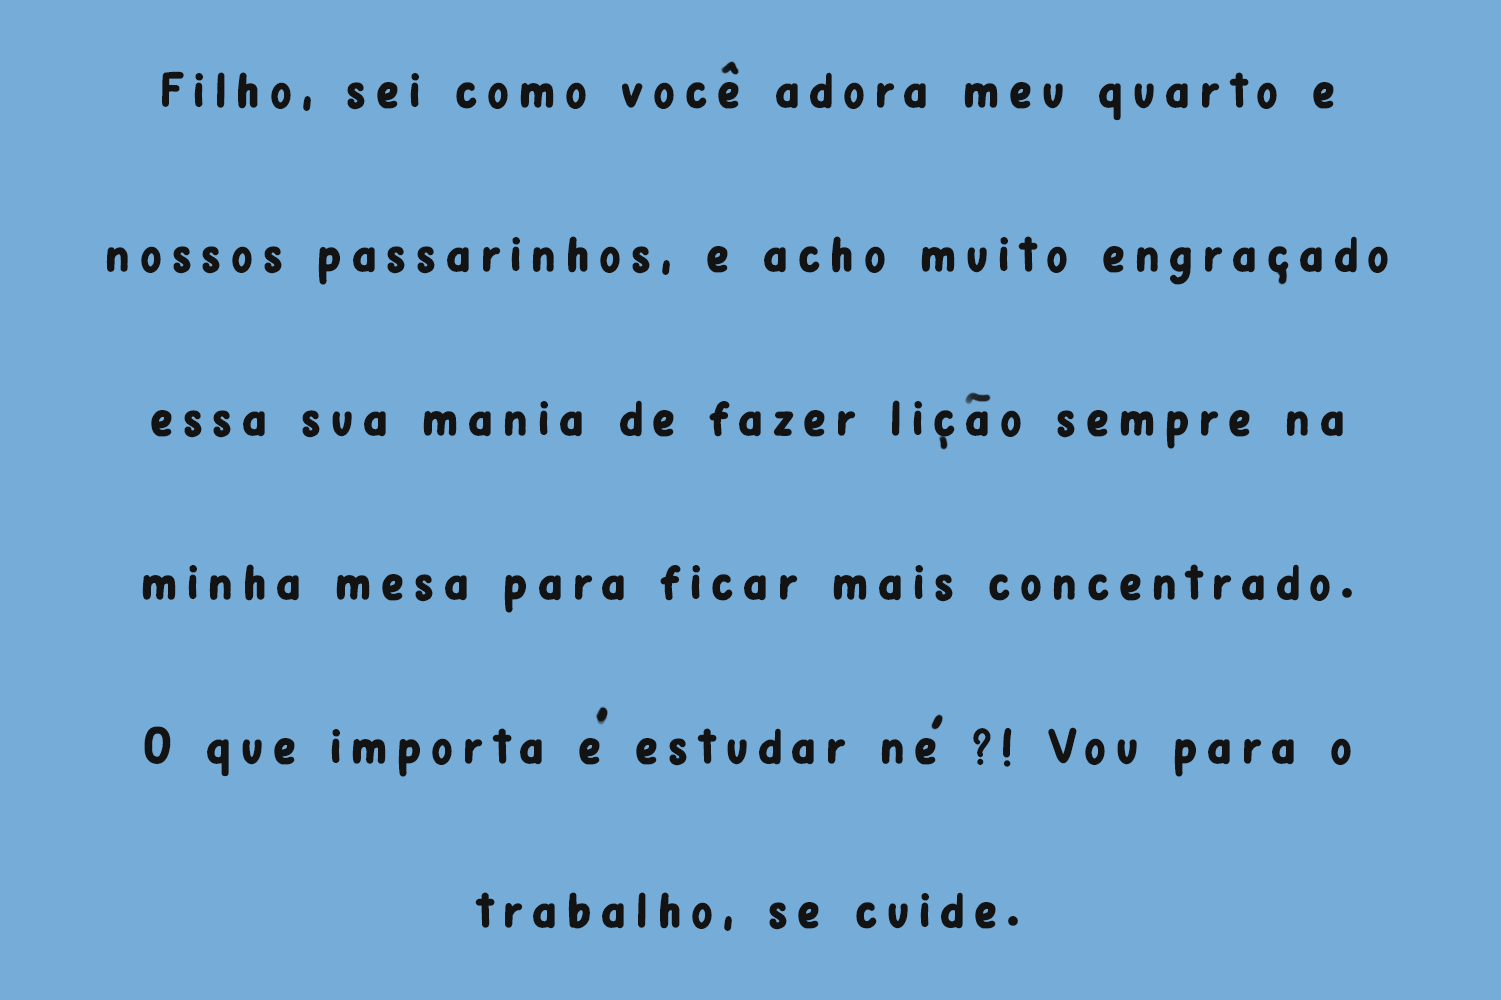 Filho, sei como você adora meu quarto e
nossos passarinhos, e acho muito engraçado
essa sua mania de fazer lição sempre na
minha mesa para ficar mais concentrado.
O que importa é estudar né ?! Vou para o
trabalho, se cuide.